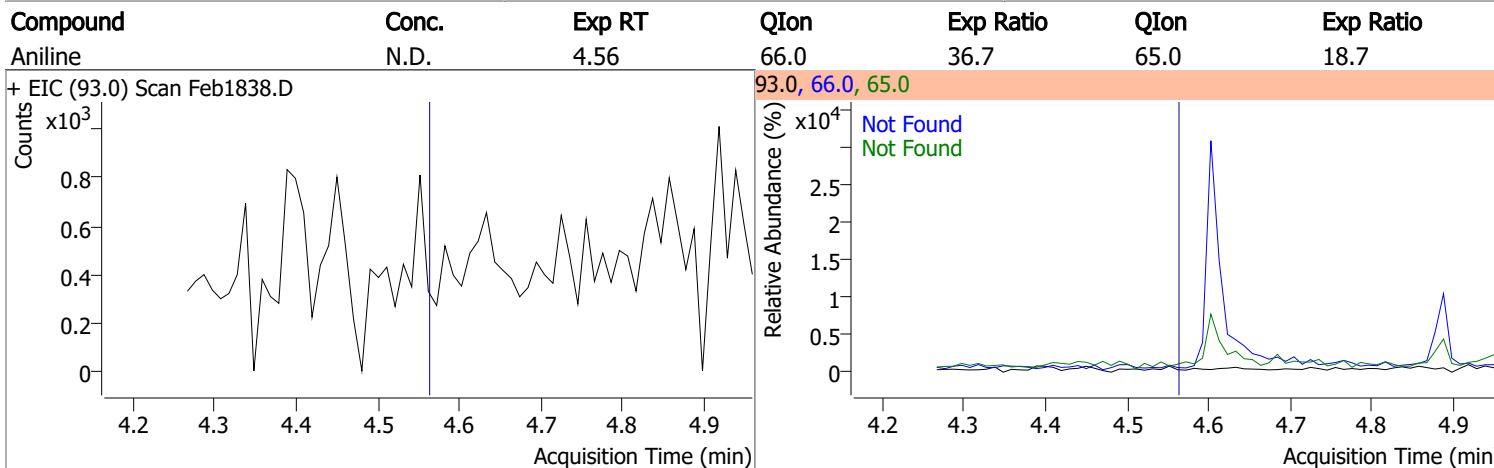 Compound Conc. Exp RT QIon Exp Ratio QIon Exp Ratio
Aniline N.D. 4.56 66.0 36.7 65.0 18.7
+ EIC (93.0) Scan Feb1838.D
Counts
x10³
0.8
0.6
0.4
0.2
0
4.2 4.3 4.4 4.5 4.6 4.7 4.8 4.9
Acquisition Time (min)
93.0, 66.0, 65.0
Relative Abundance (%)
x10⁴
Not Found
Not Found
2.5
2
1.5
1
0.5
0
4.2 4.3 4.4 4.5 4.6 4.7 4.8 4.9
Acquisition Time (min)